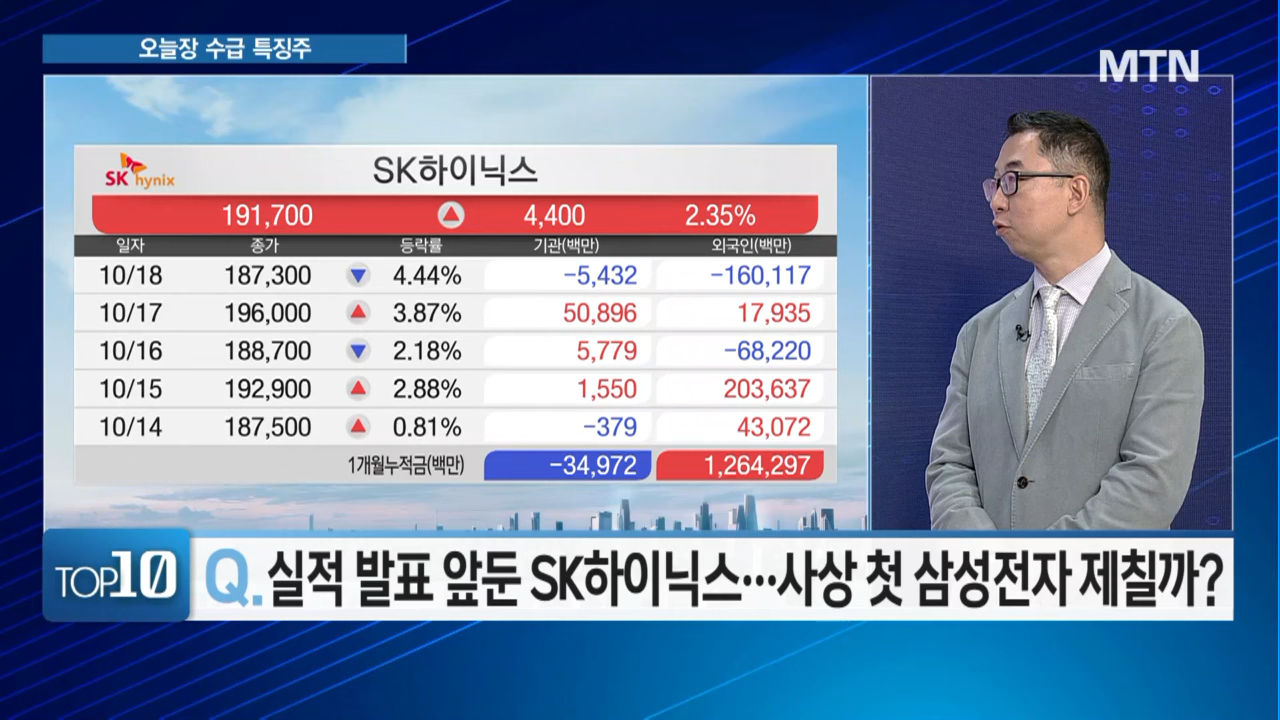 오늘장 수급 특징주
MTN
SK hynix
SK하이닉스
191,700 ▲ 4,400 2.35%
일자 종가 등락률 기관(백만) 외국인(백만)
10/18 187,300 ▼ 4.44% -5,432 -160,117
10/17 196,000 ▲ 3.87% 50,896 17,935
10/16 188,700 ▼ 2.18% 5,779 -68,220
10/15 192,900 ▲ 2.88% 1,550 203,637
10/14 187,500 ▲ 0.81% -379 43,072
1개월누적금(백만) -34,972 1,264,297
TOP10
Q. 실적 발표 앞둔 SK하이닉스…사상 첫 삼성전자 제칠까?